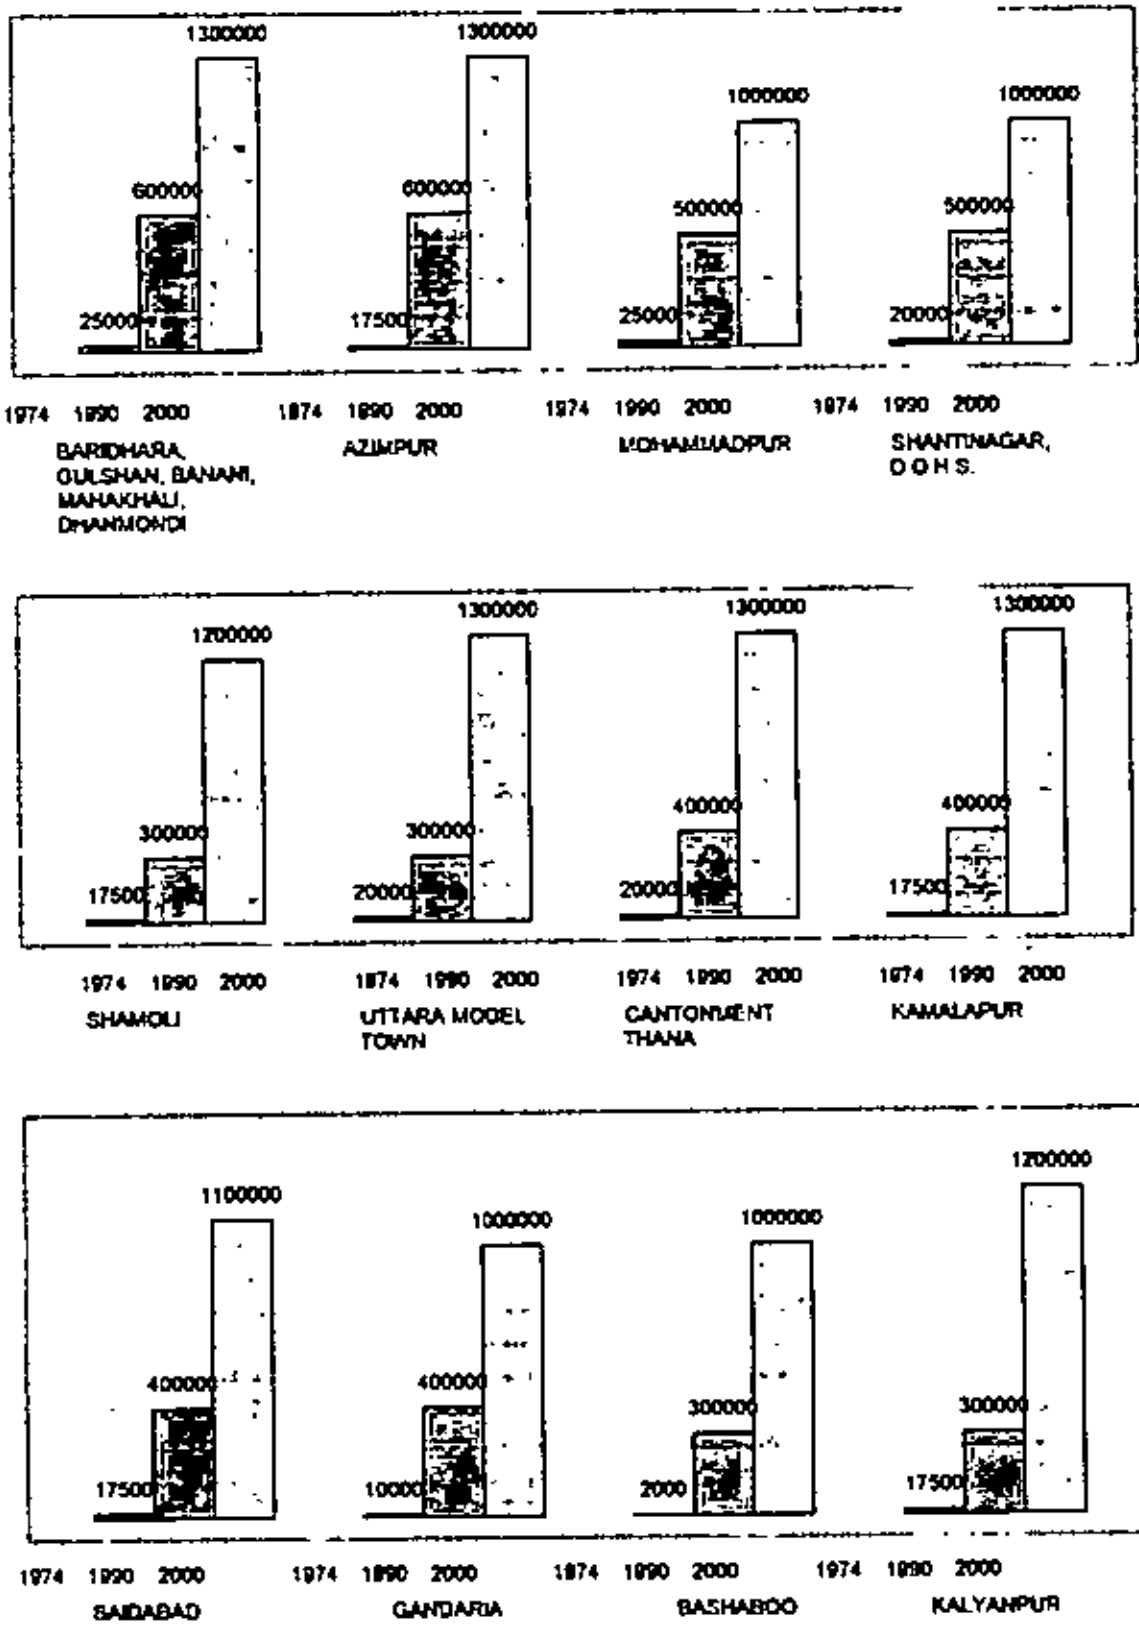 1300000 1300000
1000000 1000000
600000 600000 500000 500000
25000 17500 25000 20000
1974 1990 2000 1974 1990 2000 1974 1990 2000 1974 1990 2000
BARIDHARA, AZIMPUR MOHAMMADPUR SHANTINAGAR,
GULSHAN, BANANI, D O H S.
MAHAKHALI,
DHANMONDI
1200000 1300000 1300000 1300000
300000 300000 400000 400000
17500 20000 20000 17500
1974 1990 2000 1974 1990 2000 1974 1990 2000 1974 1990 2000
SHAMOLI UTTARA MODEL CANTONMENT KAMALAPUR
TOWN THANA
1100000 1000000 1000000 1200000
400000 400000 300000 300000
17500 10000 2000 17500
1974 1990 2000 1974 1990 2000 1974 1990 2000 1974 1990 2000
SAIDABAD GANDARIA BASHABOO KALYANPUR